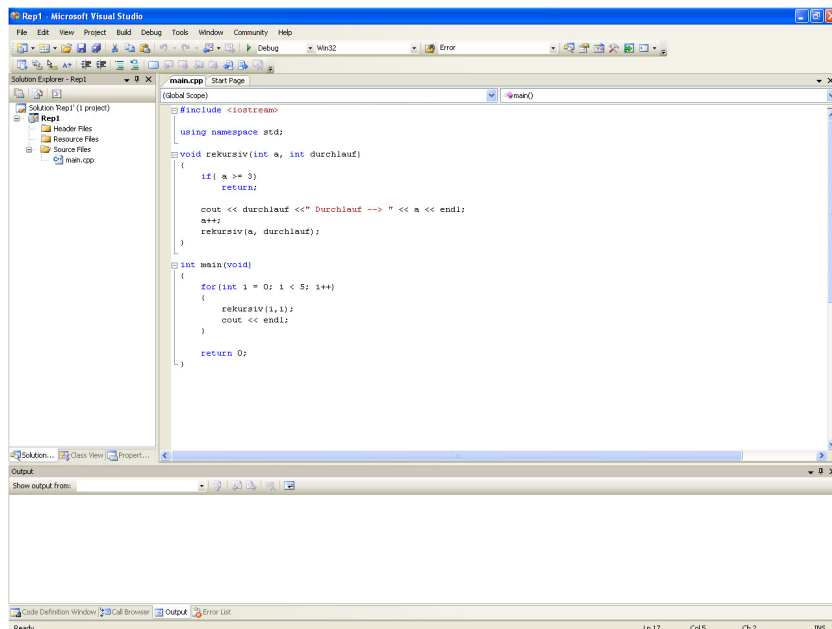 Rep1 - Microsoft Visual Studio
File Edit View Project Build Debug Tools Window Community Help
Debug Win32 Error
Solution Explorer - Rep1
main.cpp Start Page
(Global Scope) main()
Solution 'Rep1' (1 project)
Rep1
Header Files
Resource Files
Source Files
main.cpp
#include <iostream>
using namespace std;
void rekursiv(int a, int durchlauf)
{
if( a >= 3)
return;
cout << durchlauf <<" Durchlauf --> " << a << endl;
a++;
rekursiv(a, durchlauf);
}
int main(void)
{
for(int i = 0; i < 5; i++)
{
rekursiv(i,i);
cout << endl;
}
return 0;
}
Solution... Class View Propert...
Output
Show output from:
Code Definition Window Call Browser Output Error List
Ready Ln 17 Col 5 Ch 2 INS